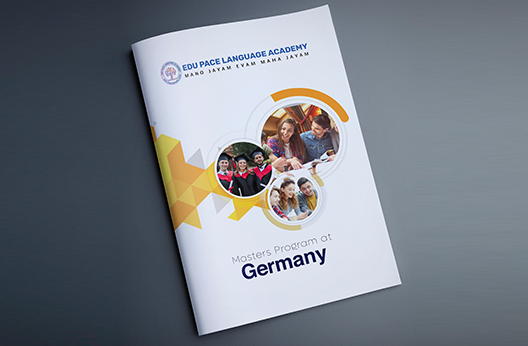 EDU PACE LANGUAGE ACADEMY
MANO JAYAM EVAM MAHA JAYAM
Masters Program at
Germany